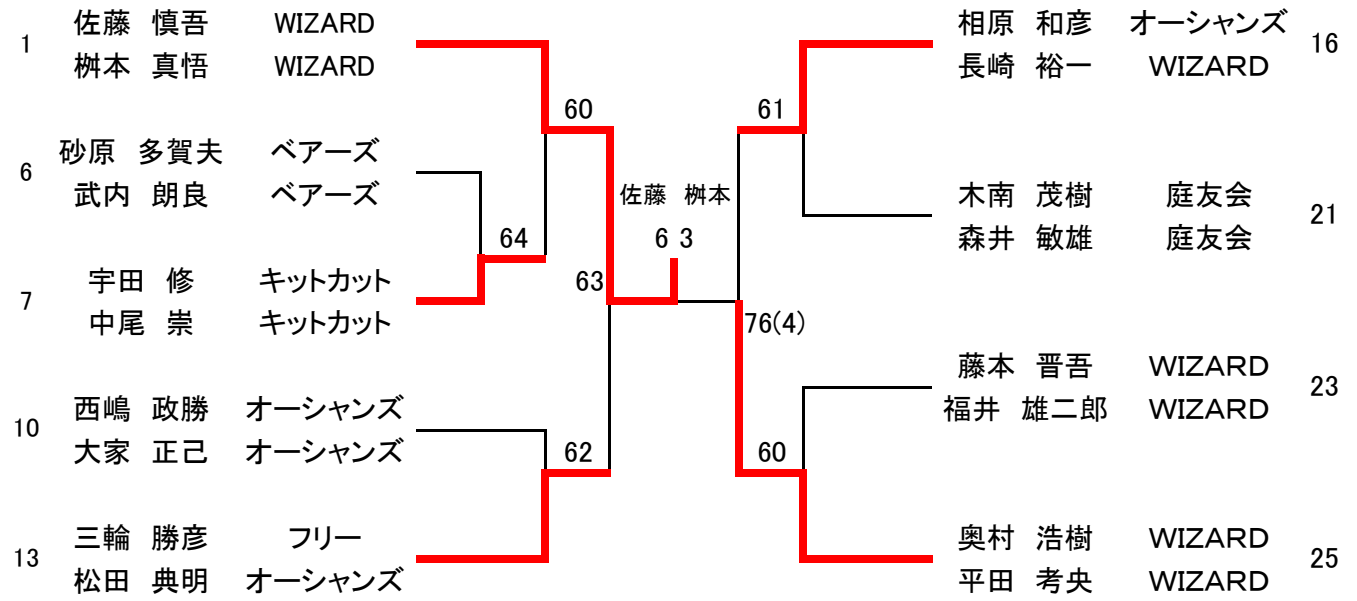 1
佐藤 慎吾 WIZARD
桝本 真悟 WIZARD
6
砂原 多賀夫 ベアーズ
武内 朗良 ベアーズ
7
宇田 修 キットカット
中尾 崇 キットカット
10
西嶋 政勝 オーシャンズ
大家 正己 オーシャンズ
13
三輪 勝彦 フリー
松田 典明 オーシャンズ
60
64
63
62
佐藤 桝本
6 3
61
76(4)
60
相原 和彦 オーシャンズ
長崎 裕一 WIZARD
16
木南 茂樹 庭友会
森井 敏雄 庭友会
21
藤本 晋吾 WIZARD
福井 雄二郎 WIZARD
23
奥村 浩樹 WIZARD
平田 考央 WIZARD
25